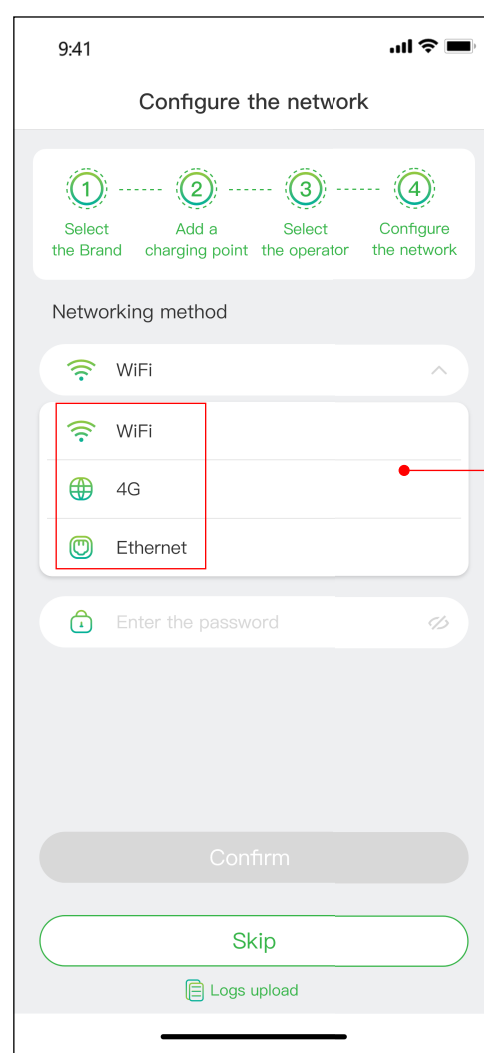 9:41
Configure the network
1 2 3 4
Select Add a Select Configure
the Brand charging point the operator the network
Networking method
WiFi
WiFi
4G
Ethernet
Enter the password
Confirm
Skip
Logs upload